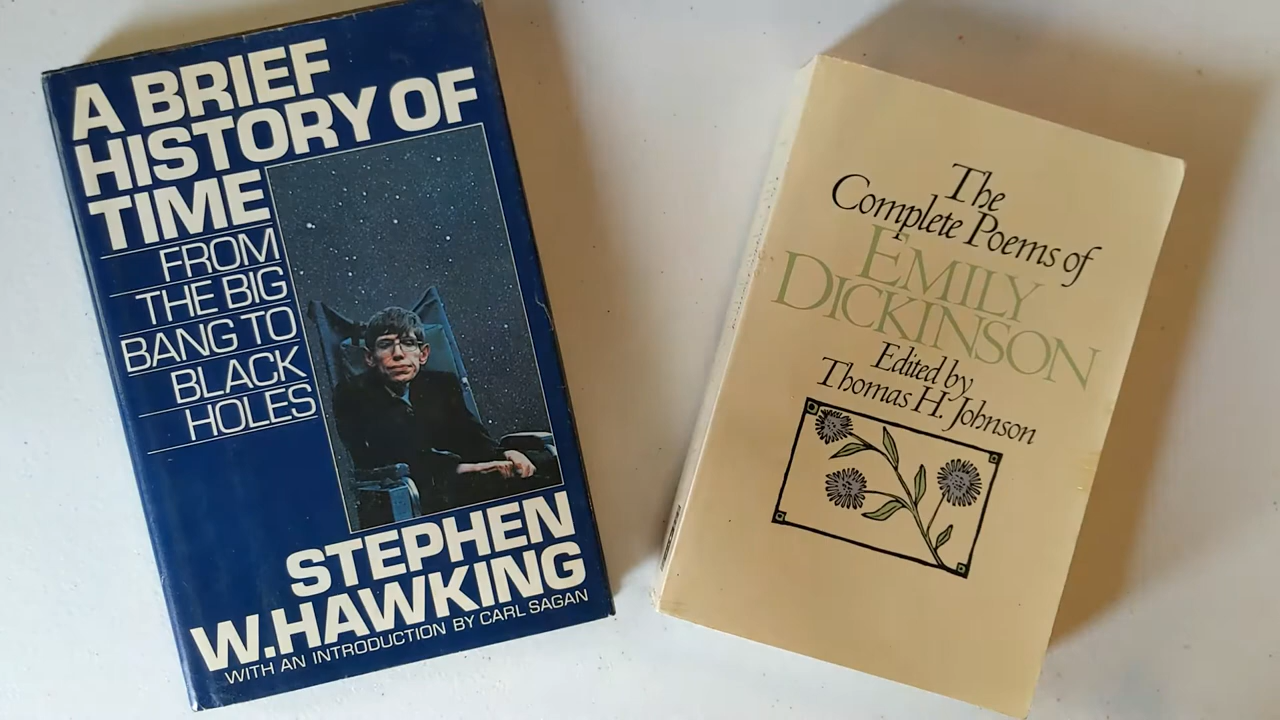 A BRIEF
HISTORY OF
TIME
FROM
THE BIG
BANG TO
BLACK
HOLES
STEPHEN
W.HAWKING
WITH AN INTRODUCTION BY CARL SAGAN
The
Complete Poems of
EMILY
DICKINSON
Edited by
Thomas H. Johnson